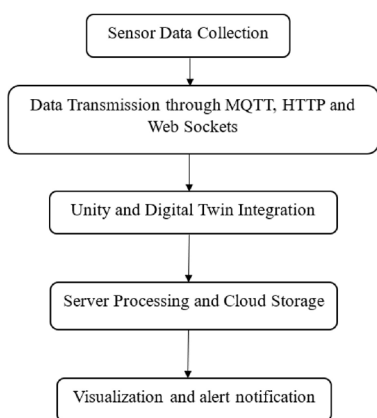 Sensor Data Collection
Data Transmission through MQTT, HTTP and
Web Sockets
Unity and Digital Twin Integration
Server Processing and Cloud Storage
Visualization and alert notification